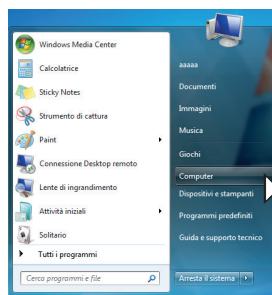 Windows Media Center
Calcolatrice
Sticky Notes
Strumento di cattura
Paint
Connessione Desktop remoto
Lente di ingrandimento
Attività iniziali
Solitario
Tutti i programmi
Cerca programmi e file
aaaaa
Documenti
Immagini
Musica
Giochi
Computer
Dispositivi e stampanti
Programmi predefiniti
Guida e supporto tecnico
Arresta il sistema